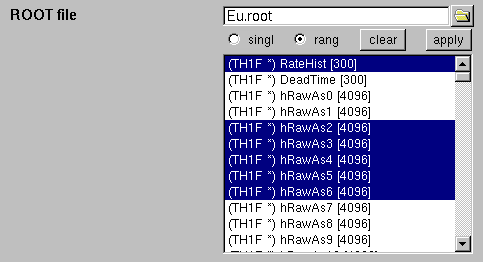 ROOT file
Eu.root
singl rang clear apply
(TH1F *) RateHist [300]
(TH1F *) DeadTime [300]
(TH1F *) hRawAs0 [4096]
(TH1F *) hRawAs1 [4096]
(TH1F *) hRawAs2 [4096]
(TH1F *) hRawAs3 [4096]
(TH1F *) hRawAs4 [4096]
(TH1F *) hRawAs5 [4096]
(TH1F *) hRawAs6 [4096]
(TH1F *) hRawAs7 [4096]
(TH1F *) hRawAs8 [4096]
(TH1F *) hRawAs9 [4096]